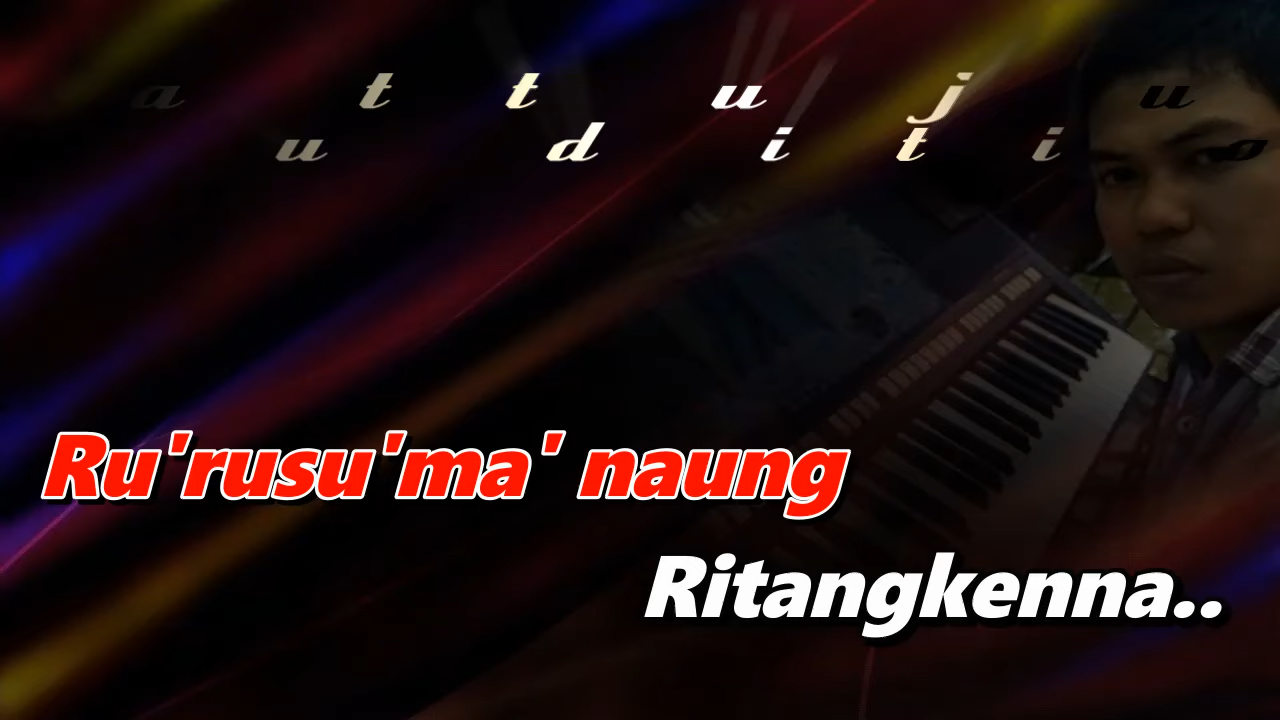 a t t u j u
u d i t i o
Ru'rusu'ma' naung
Ritangkenna..